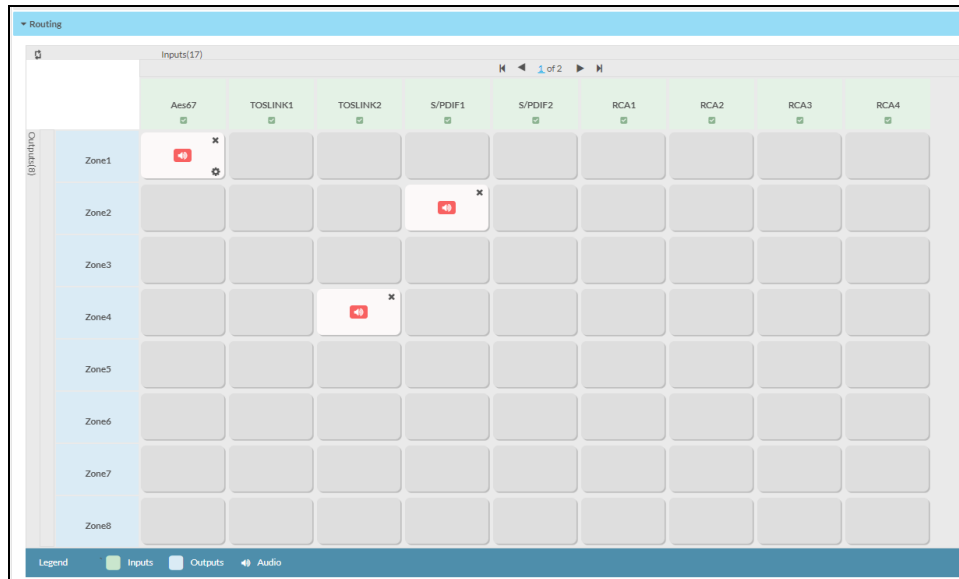 Routing
Inputs(17)
1 of 2
Aes67 TOSLINK1 TOSLINK2 S/PDIF1 S/PDIF2 RCA1 RCA2 RCA3 RCA4
Outputs(8)
Zone1
Zone2
Zone3
Zone4
Zone5
Zone6
Zone7
Zone8
Legend Inputs Outputs Audio